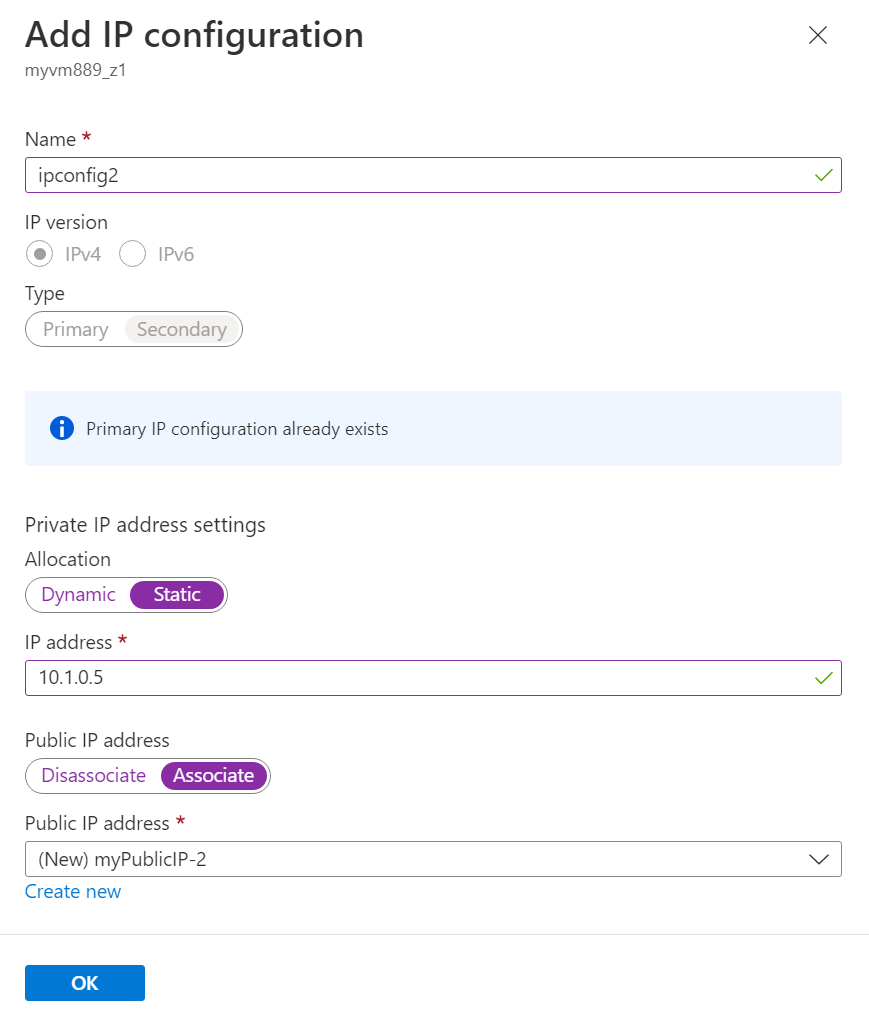 Add IP configuration
myvm889_z1
Name *
ipconfig2
IP version
IPv4 IPv6
Type
Primary Secondary
Primary IP configuration already exists
Private IP address settings
Allocation
Dynamic Static
IP address *
10.1.0.5
Public IP address
Disassociate Associate
Public IP address *
(New) myPublicIP-2
Create new
OK